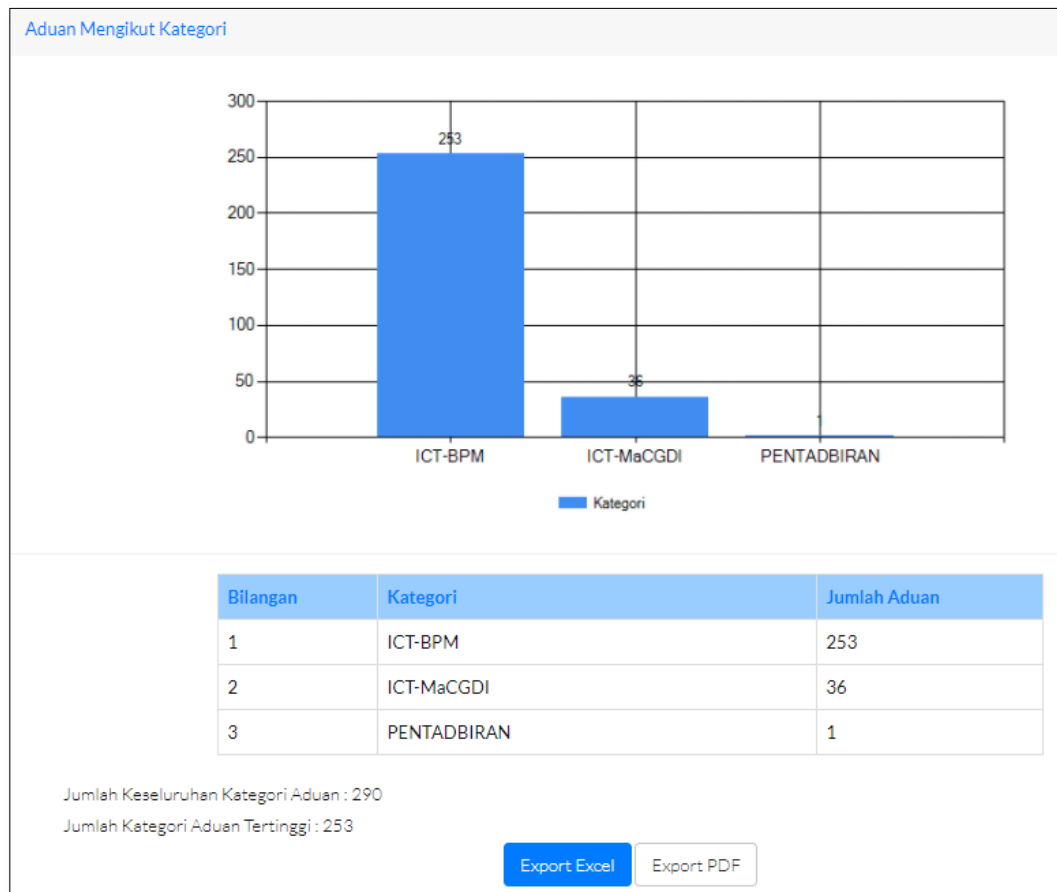 Aduan Mengikut Kategori
300
253
250
200
150
100
50
36
1
0
ICT-BPM ICT-MaCGDI PENTADBIRAN
Kategori
Bilangan Kategori Jumlah Aduan
1 ICT-BPM 253
2 ICT-MaCGDI 36
3 PENTADBIRAN 1
Jumlah Keseluruhan Kategori Aduan : 290
Jumlah Kategori Aduan Tertinggi : 253
Export Excel Export PDF